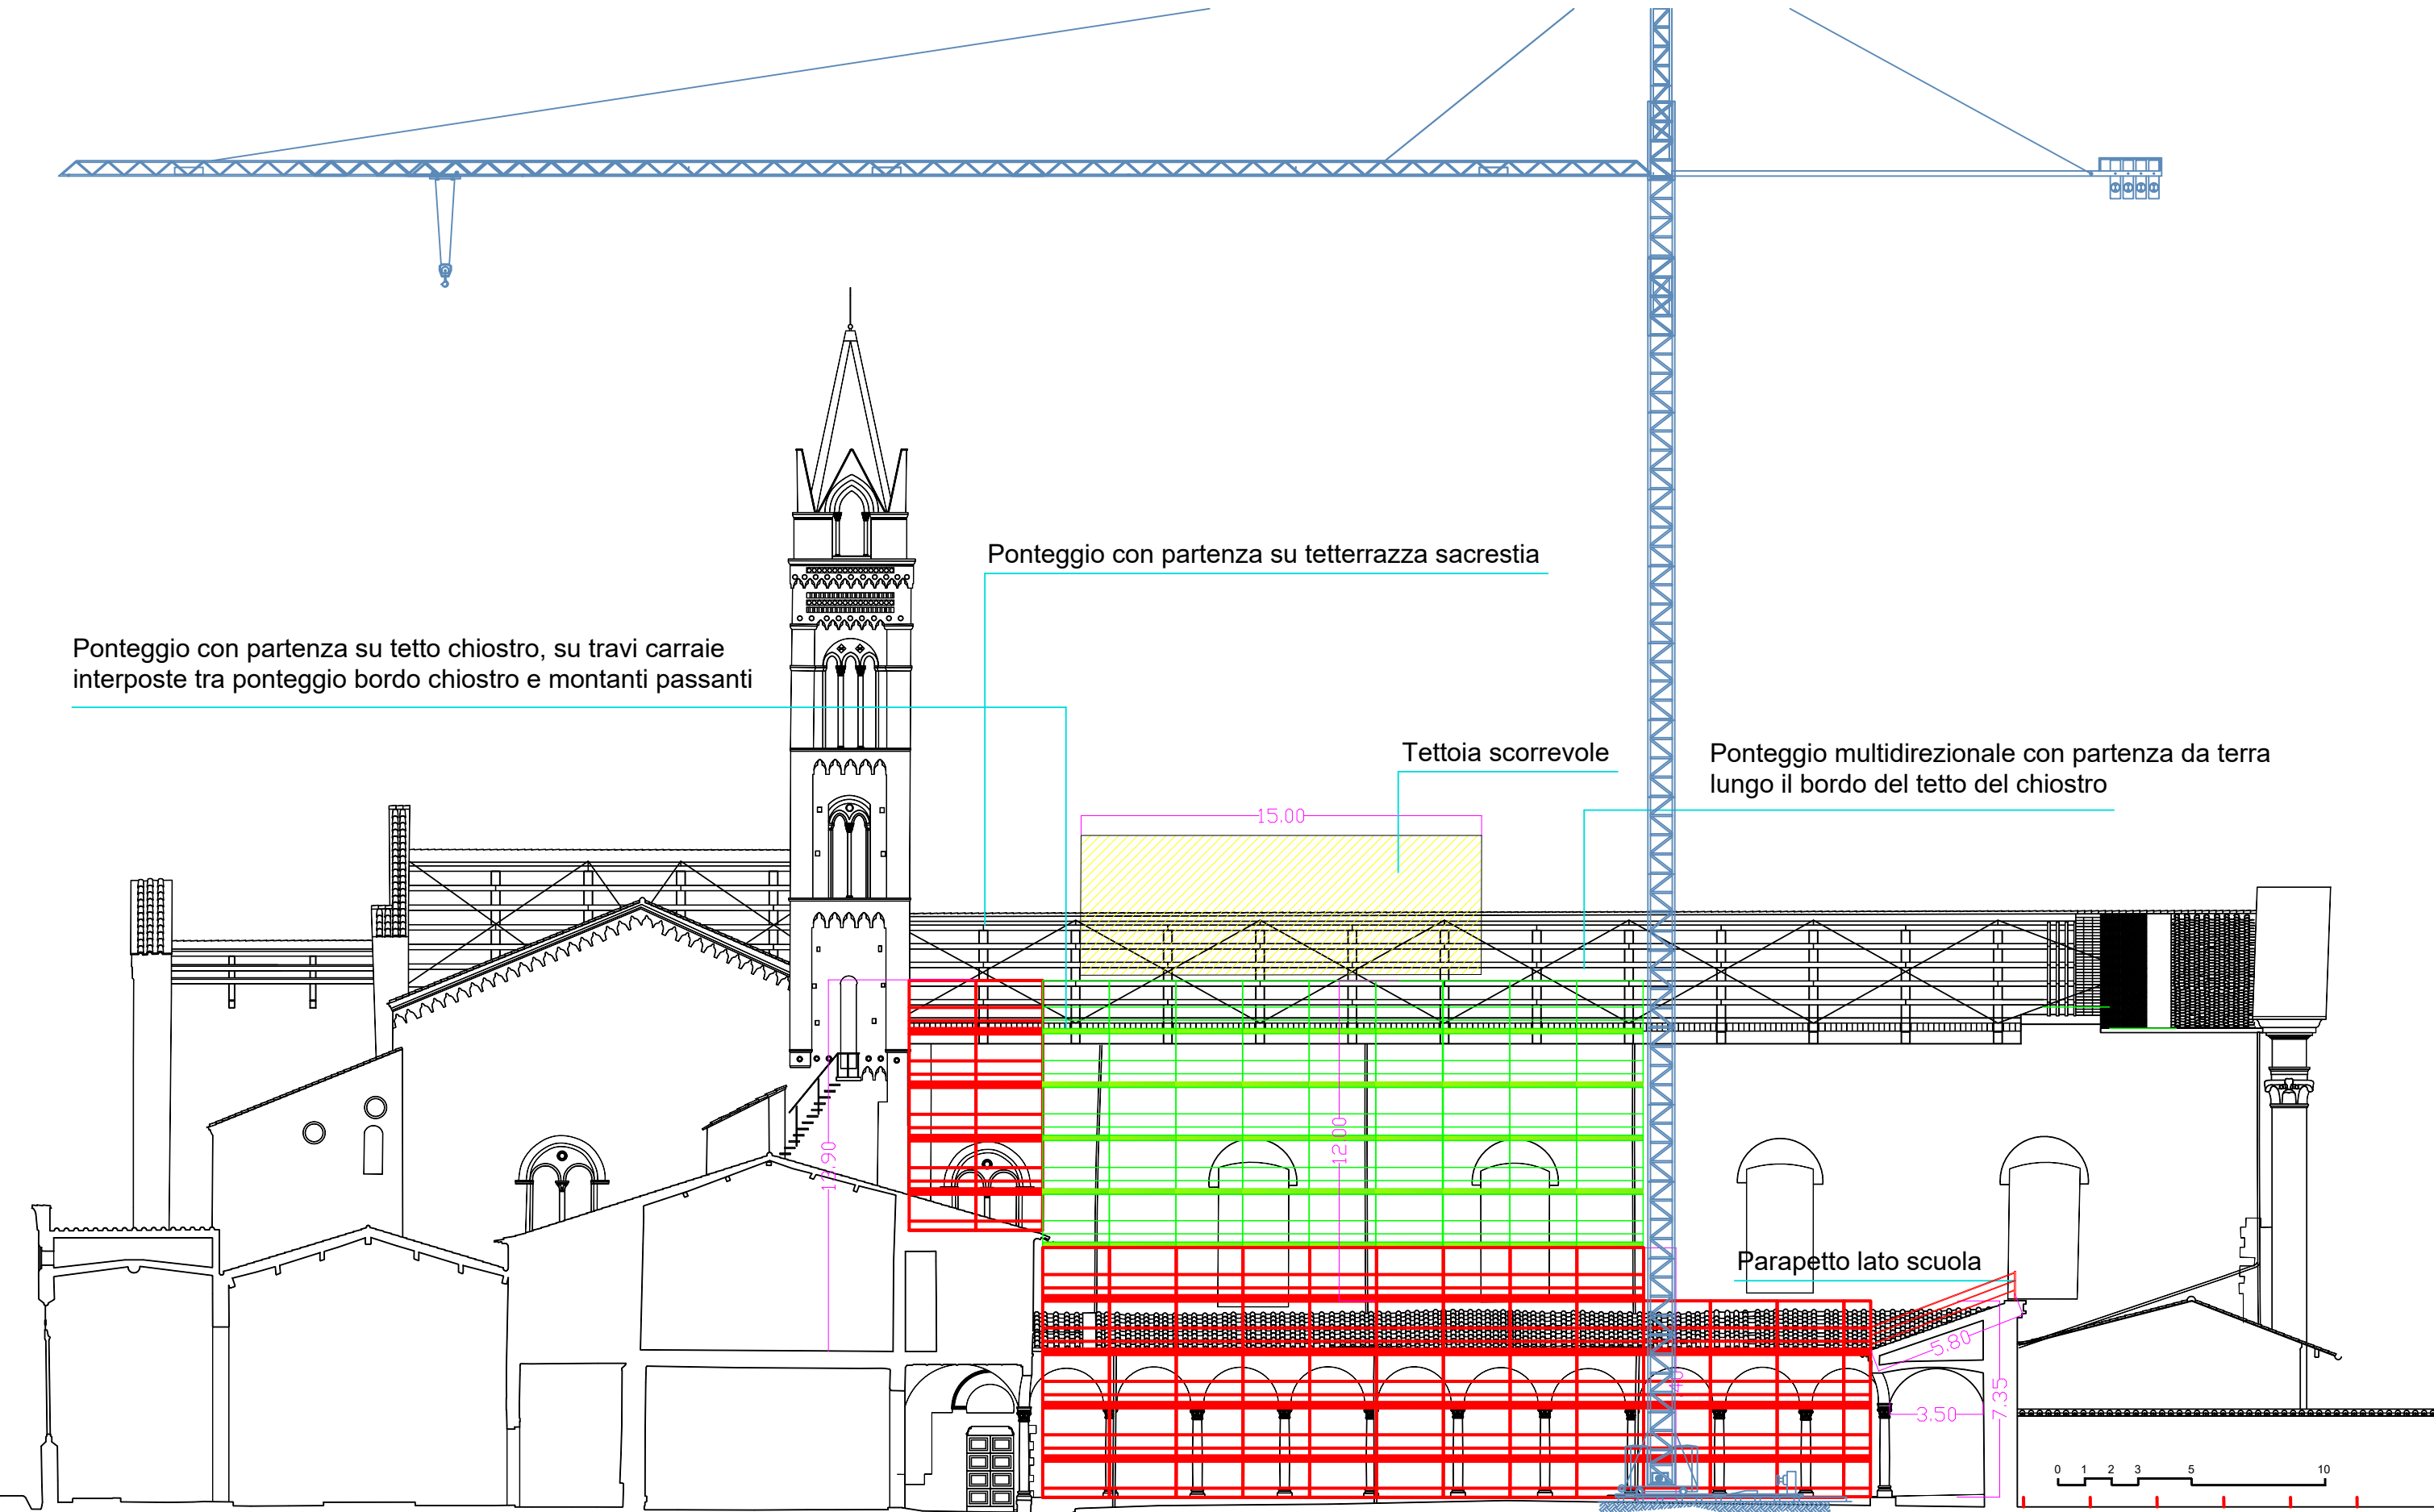 Ponteggio con partenza su tetterrazza sacrestia
Ponteggio con partenza su tetto chiostro, su travi carraie
interposte tra ponteggio bordo chiostro e montanti passanti
Tettoia scorrevole
Ponteggio multidirezionale con partenza da terra
lungo il bordo del tetto del chiostro
15.00
12.00
Parapetto lato scuola
5.80
3.50
7.35
0 1 2 3 5 10